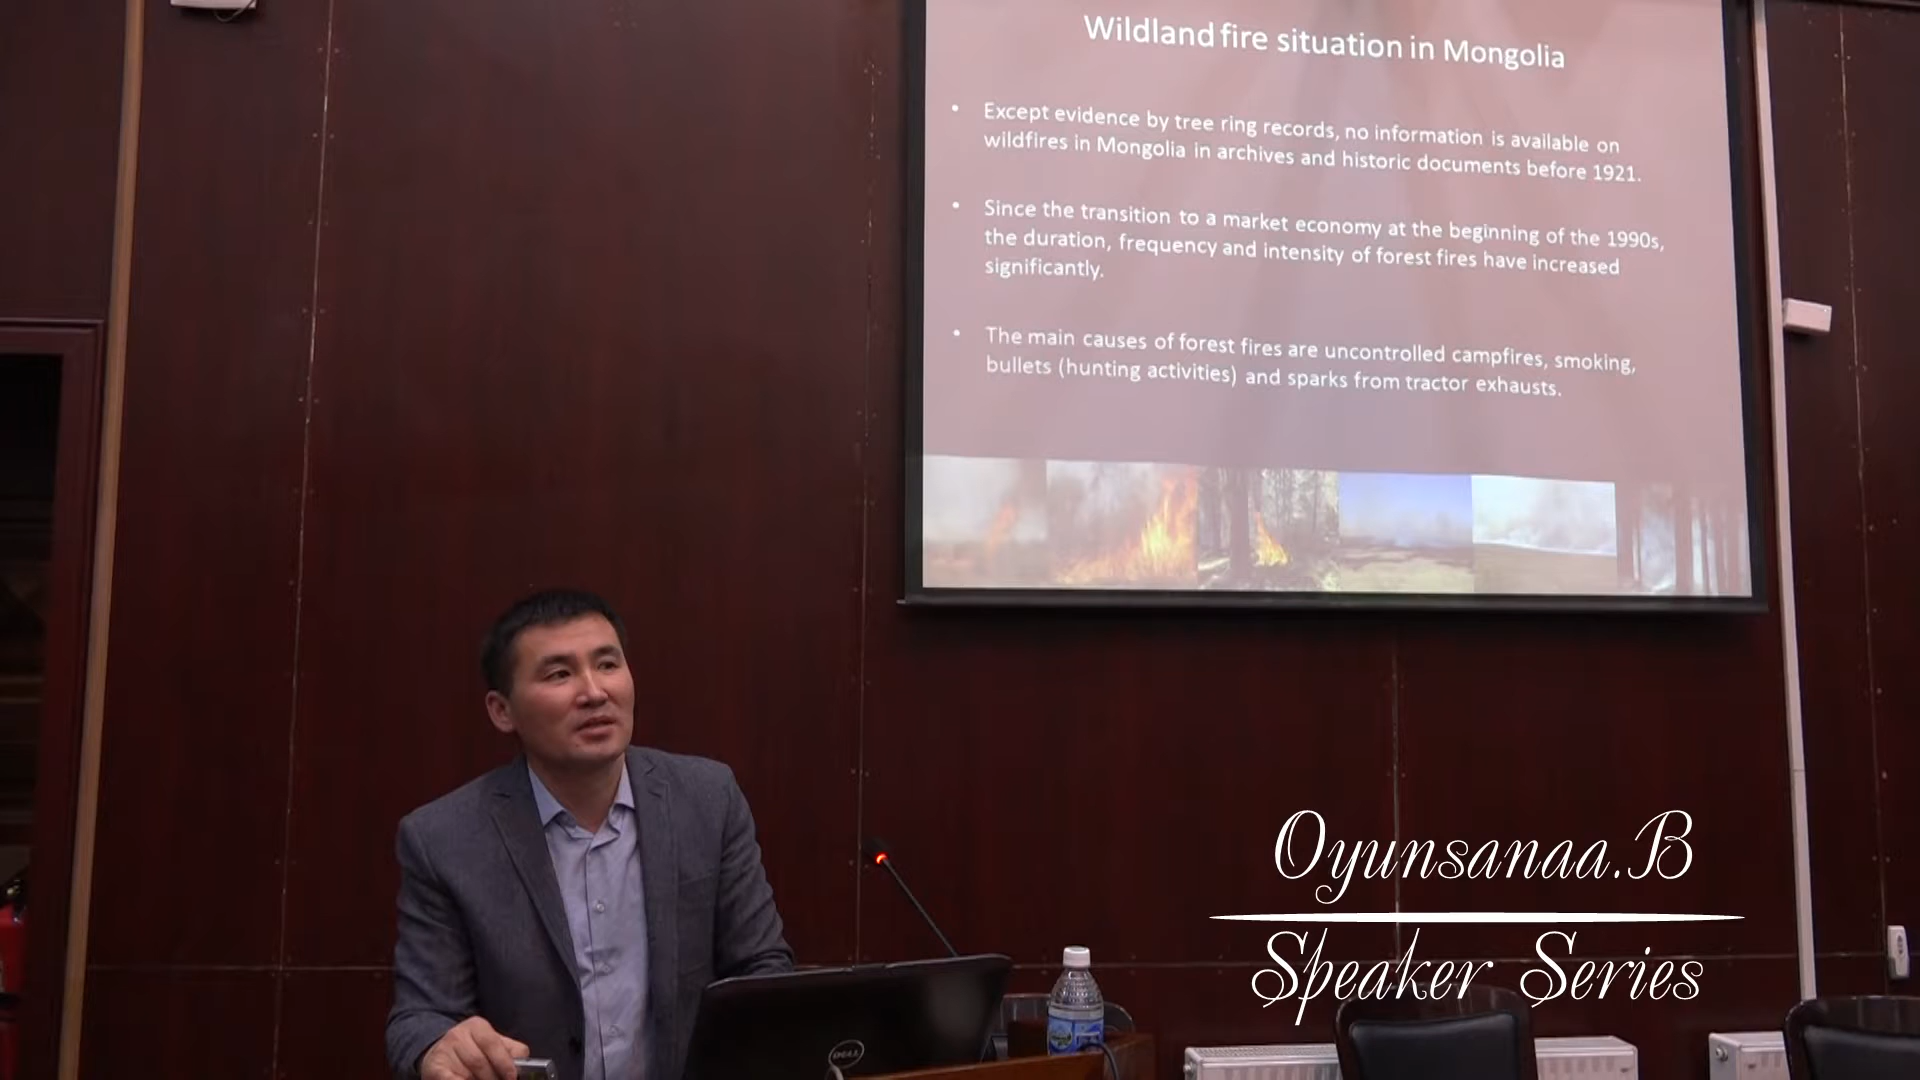 Wildland fire situation in Mongolia
• Except evidence by tree ring records, no information is available on
wildfires in Mongolia in archives and historic documents before 1921.
• Since the transition to a market economy at the beginning of the 1990s,
the duration, frequency and intensity of forest fires have increased
significantly.
• The main causes of forest fires are uncontrolled campfires, smoking,
bullets (hunting activities) and sparks from tractor exhausts.
Oyunsanaa.B
Speaker Series
DELL